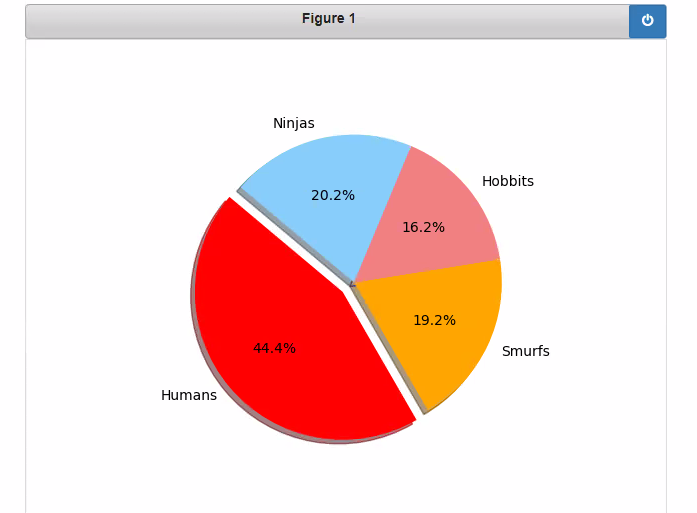 Figure 1
Ninjas
Hobbits
20.2%
16.2%
19.2%
Smurfs
44.4%
Humans